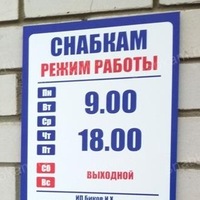 СНАБКАМ
РЕЖИМ РАБОТЫ
Пн
Вт 9.00
Ср
Чт 18.00
Пт
Сб ВЫХОДНОЙ
Вс